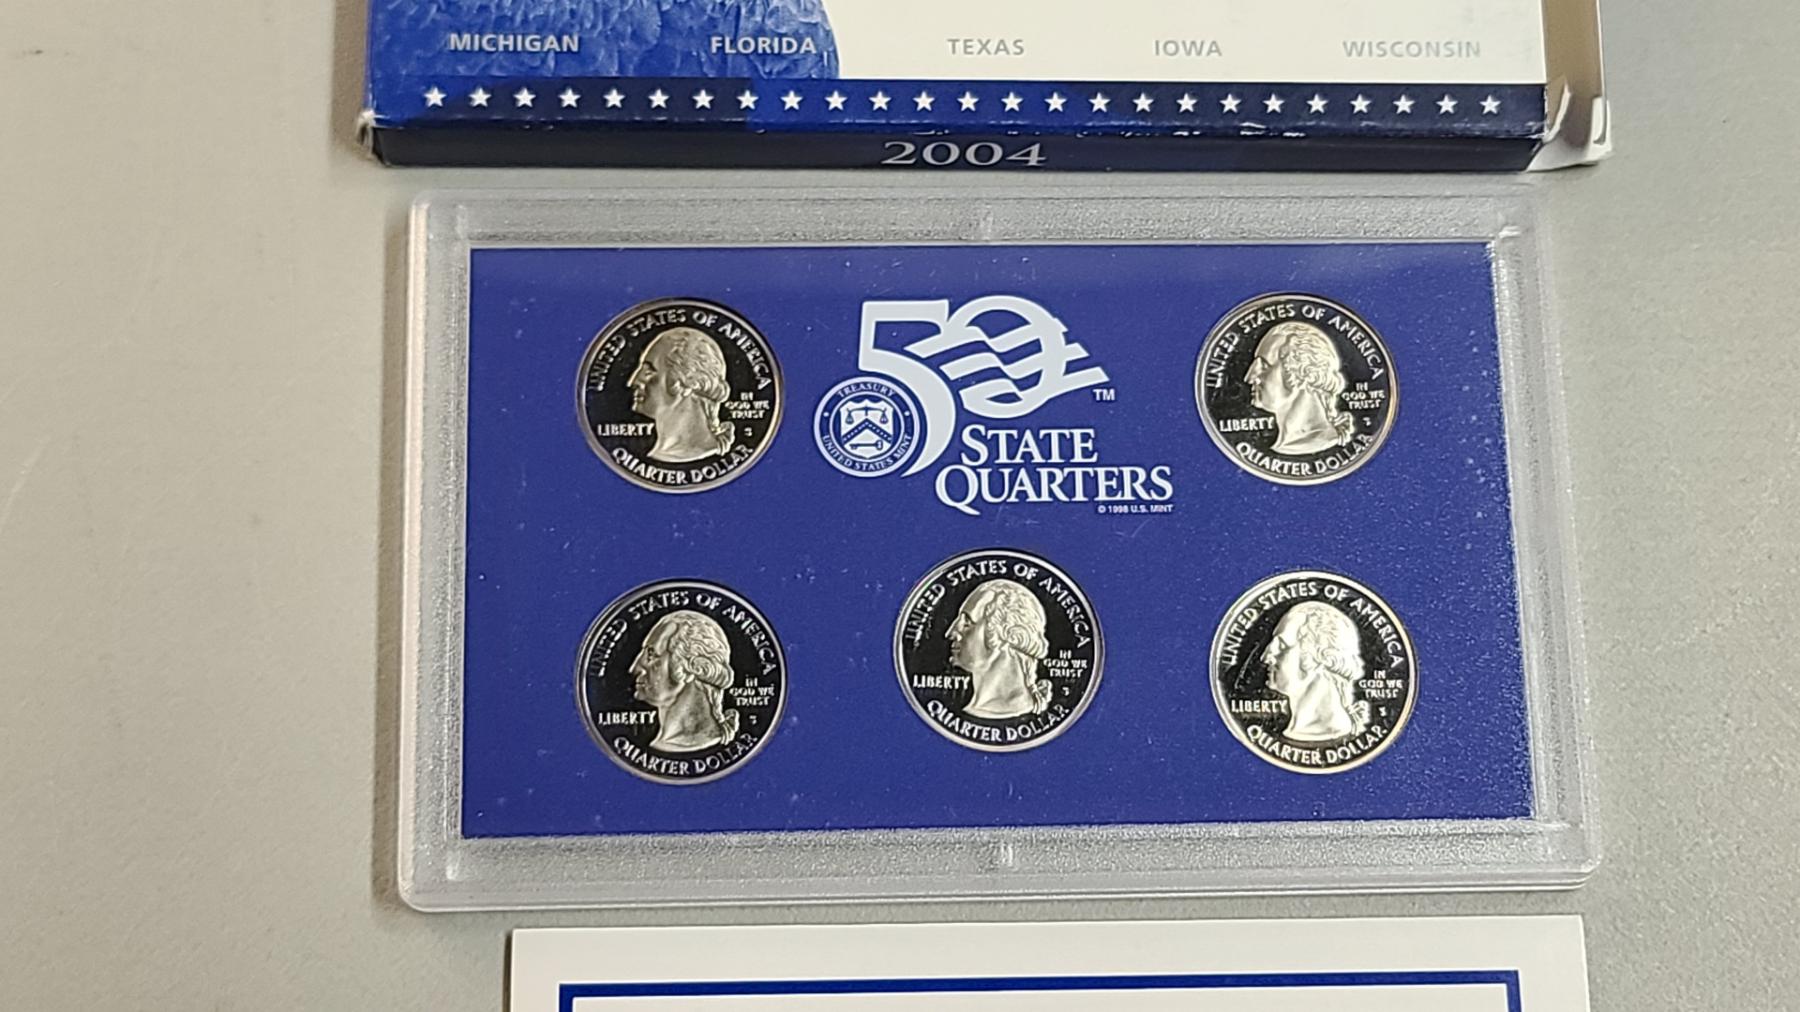 MICHIGAN FLORIDA TEXAS IOWA WISCONSIN
2004
50
TM
TREASURY
UNITED STATES MINT
STATE
QUARTERS
© 1998 U.S. MINT
UNITED STATES OF AMERICA
IN
GOD WE
TRUST
LIBERTY
S
QUARTER DOLLAR
UNITED STATES OF AMERICA
IN
GOD WE
TRUST
LIBERTY
S
QUARTER DOLLAR
UNITED STATES OF AMERICA
IN
GOD WE
TRUST
LIBERTY
S
QUARTER DOLLAR
UNITED STATES OF AMERICA
IN
GOD WE
TRUST
LIBERTY
S
QUARTER DOLLAR
UNITED STATES OF AMERICA
IN
GOD WE
TRUST
LIBERTY
S
QUARTER DOLLAR